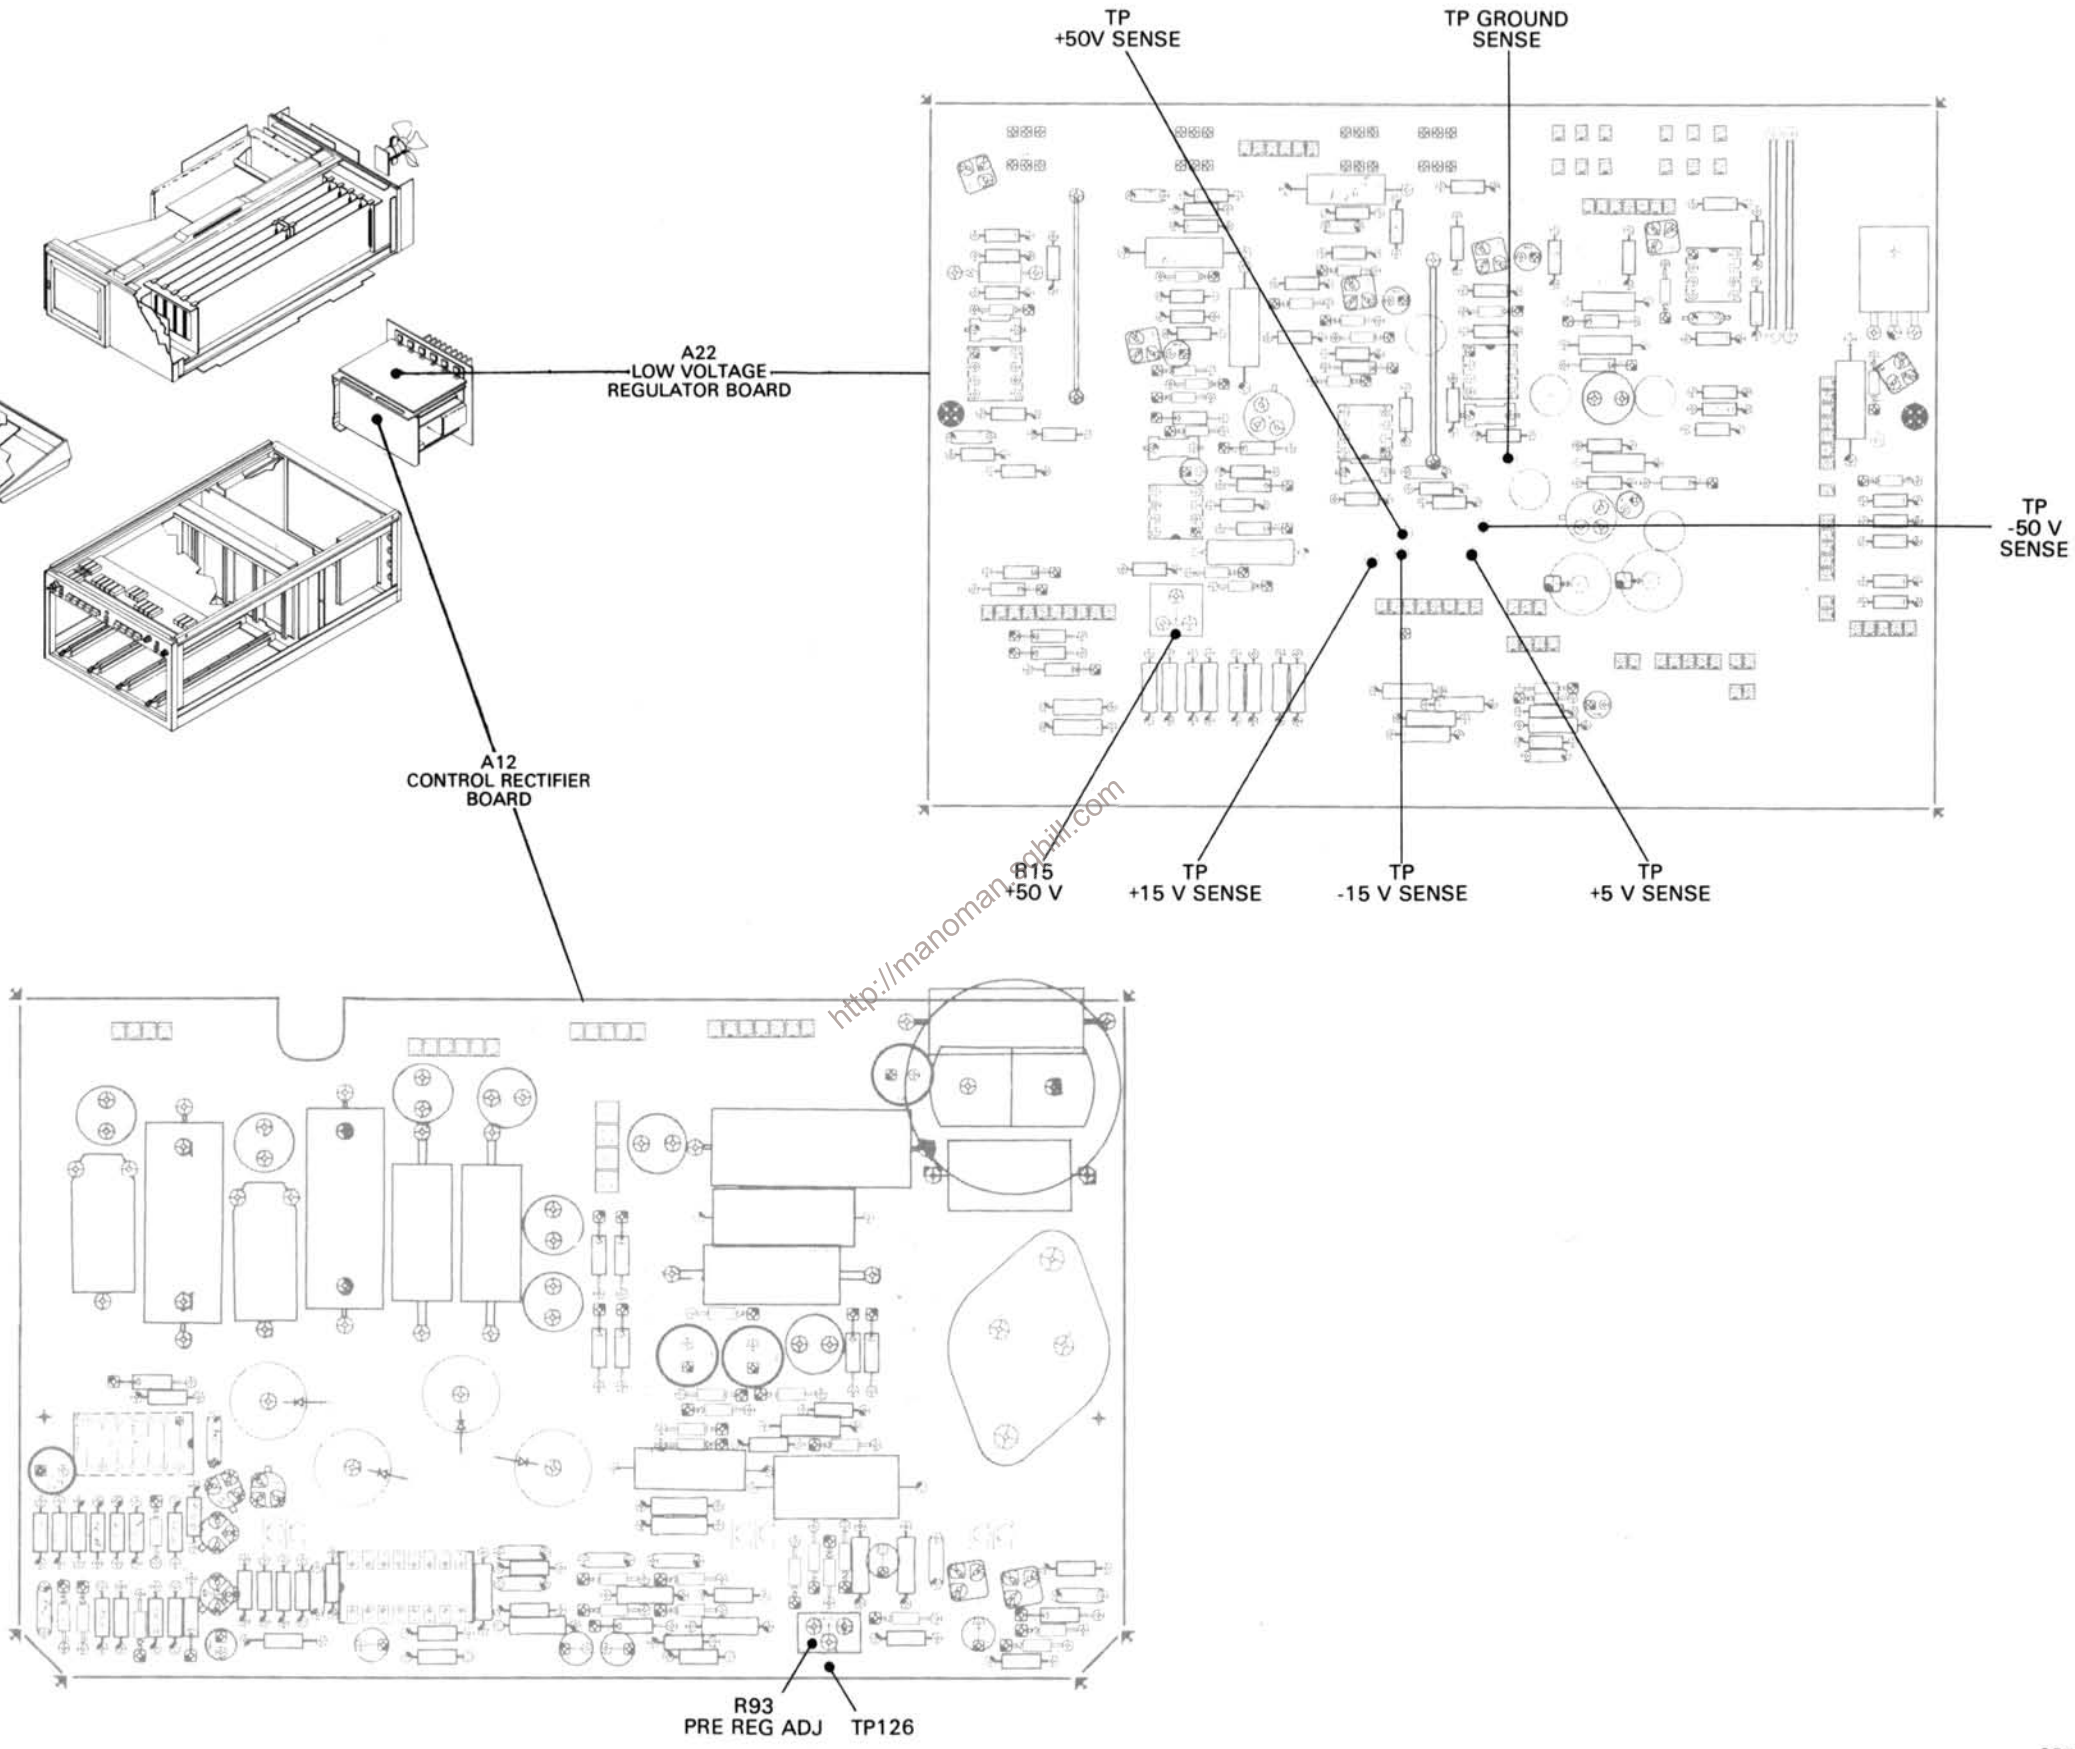 TP
+50V SENSE
TP GROUND
SENSE
A22
LOW VOLTAGE
REGULATOR BOARD
TP
-50 V
SENSE
A12
CONTROL RECTIFIER
BOARD
R15
+50 V
TP
+15 V SENSE
TP
-15 V SENSE
TP
+5 V SENSE
http://manoman.sqhill.com
R93
PRE REG ADJ
TP126